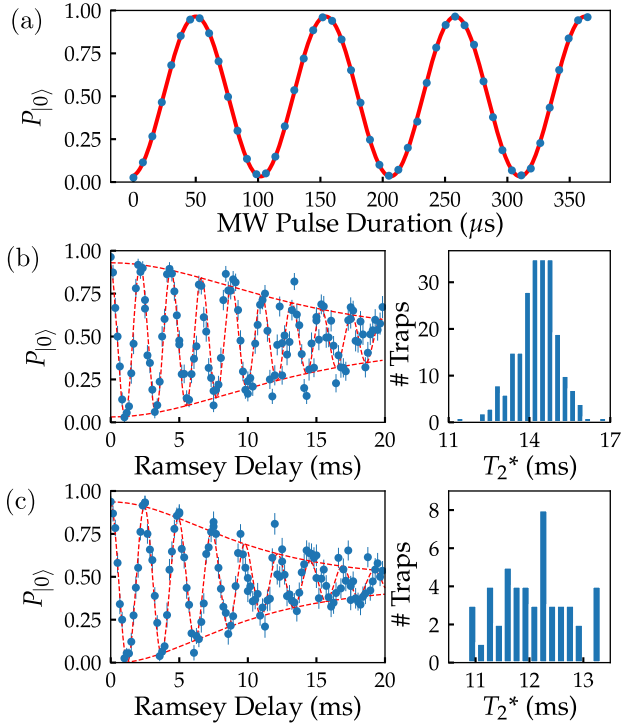 (a)
1.00
0.75
0.50
0.25
0.00
P|0⟩
0 50 100 150 200 250 300 350
MW Pulse Duration (μs)
(b)
1.00
0.75
0.50
0.25
0.00
P|0⟩
0 5 10 15 20
Ramsey Delay (ms)
30
20
10
0
# Traps
11 14 17
T2* (ms)
(c)
1.00
0.75
0.50
0.25
0.00
P|0⟩
0 5 10 15 20
Ramsey Delay (ms)
8
6
4
2
0
# Traps
11 12 13
T2* (ms)